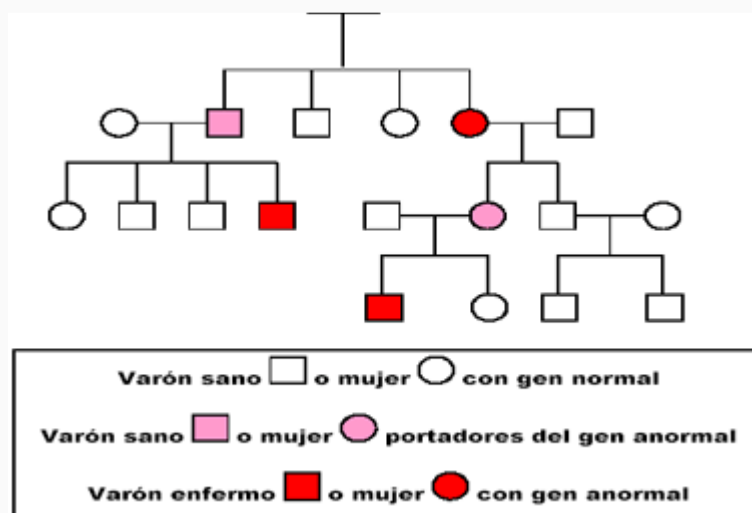 Varón sano o mujer con gen normal
Varón sano o mujer portadores del gen anormal
Varón enfermo o mujer con gen anormal